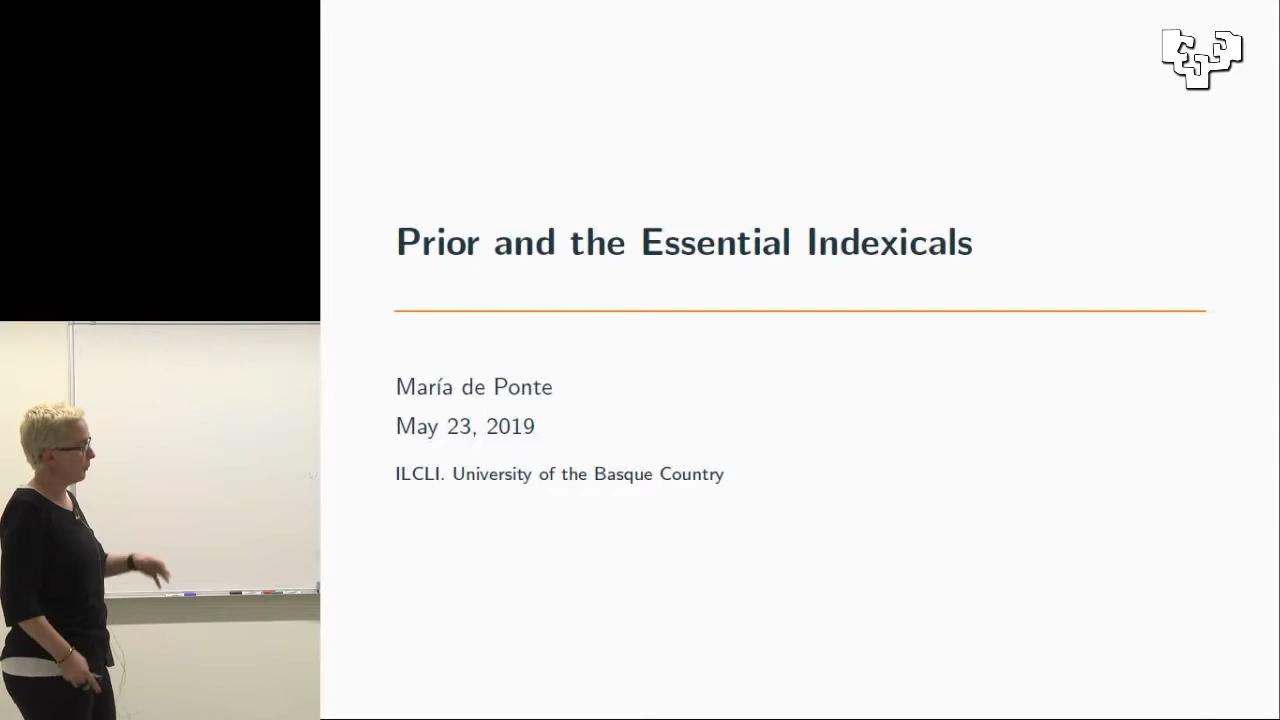 Prior and the Essential Indexicals
María de Ponte
May 23, 2019
ILCLI. University of the Basque Country